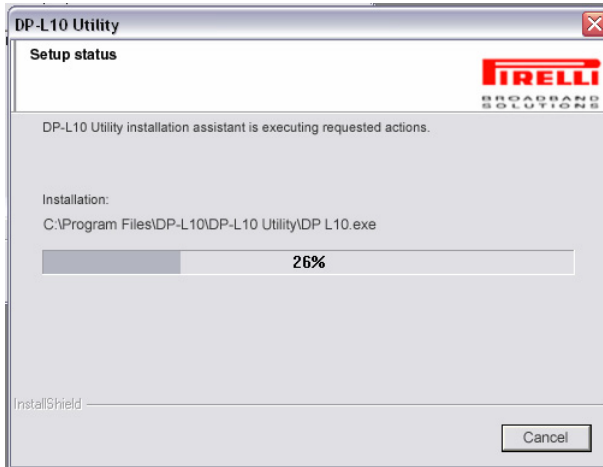 DP-L10 Utility
Setup status
PIRELLI
BROADBAND
SOLUTIONS
DP-L10 Utility installation assistant is executing requested actions.
Installation:
C:\Program Files\DP-L10\DP-L10 Utility\DP L10.exe
26%
InstallShield
Cancel